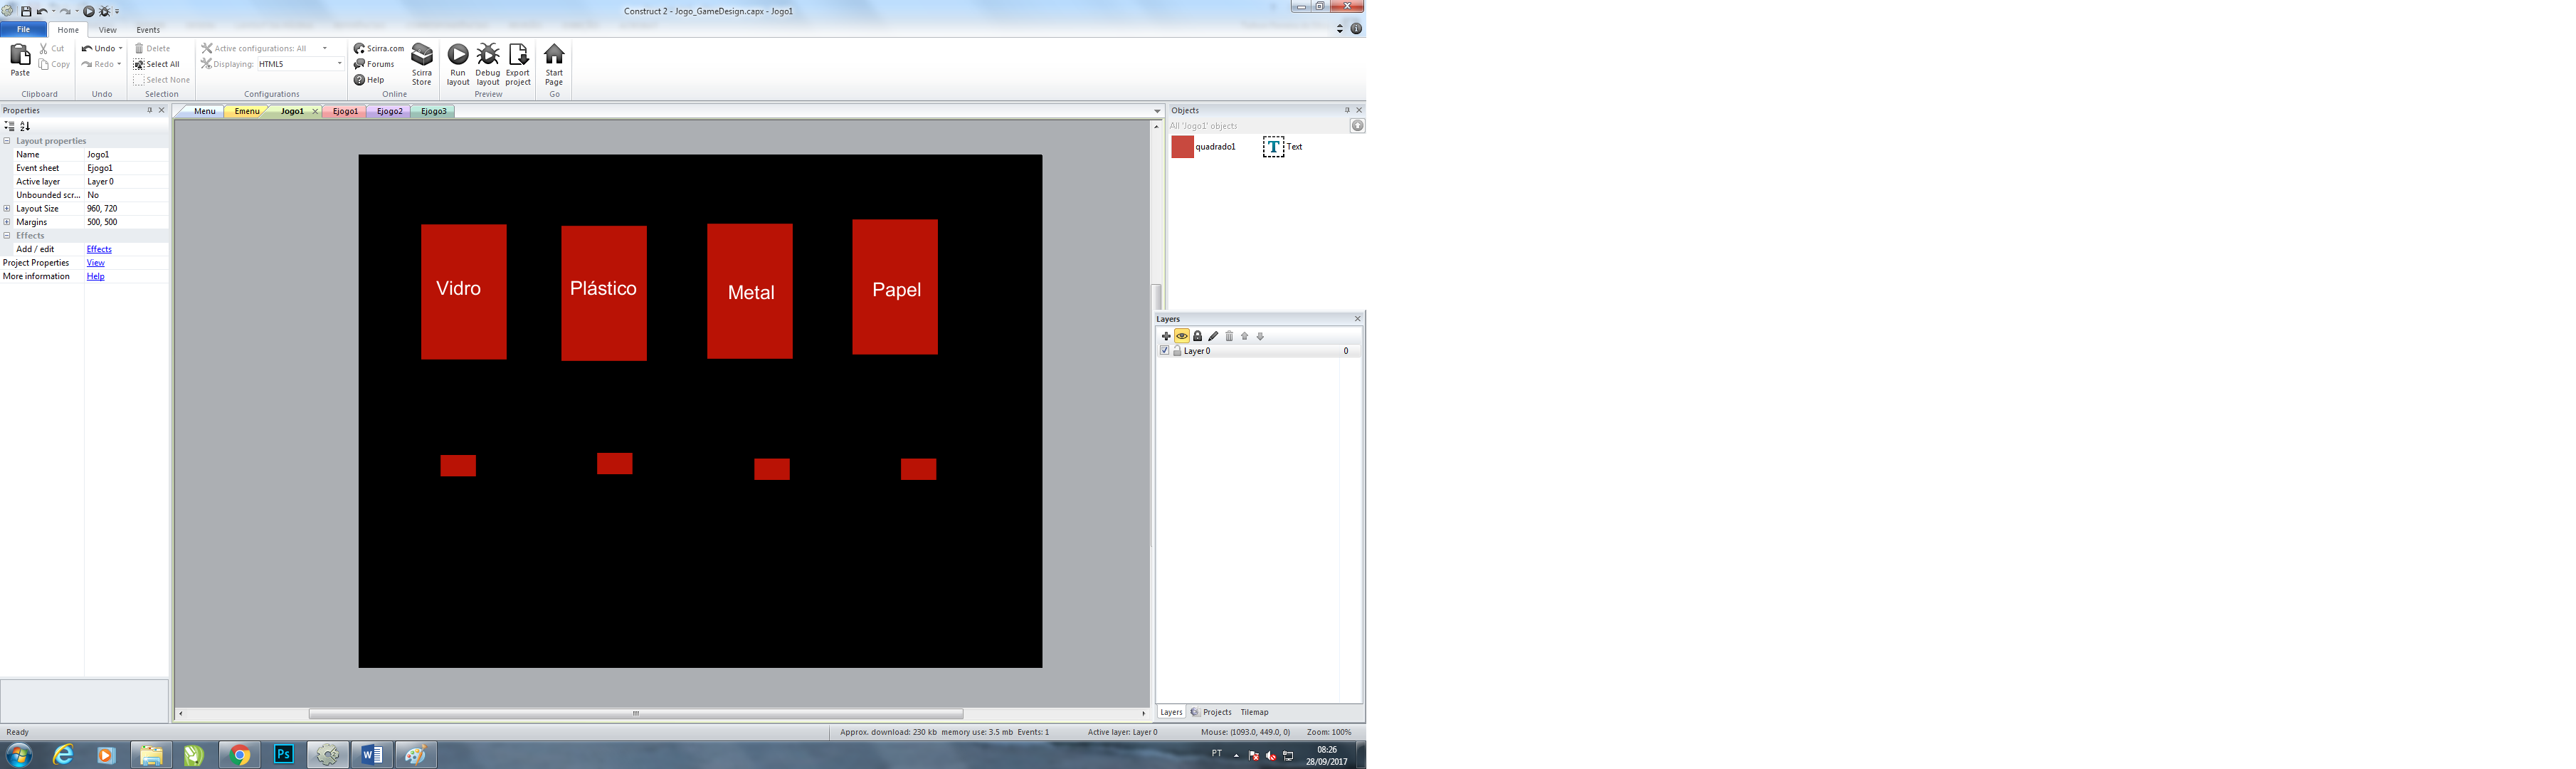 Construct 2 - Jogo_GameDesign.capx - Jogo1
File Home View Events
Paste Cut Copy Clipboard
Undo Redo Undo
Delete Select All Select None Selection
Active configurations: All
Displaying: HTML5
Configurations
Scirra.com Forums Help Scirra Store Online
Run layout Debug layout Export project Preview
Start Page Go
Properties
Layout properties
Name Jogo1
Event sheet Ejogo1
Active layer Layer 0
Unbounded scr... No
Layout Size 960, 720
Margins 500, 500
Effects
Add / edit Effects
Project Properties View
More information Help
Menu Emenu Jogo1 Ejogo1 Ejogo2 Ejogo3
Vidro Plástico Metal Papel
Objects
All 'Jogo1' objects
quadrado1 Text
Layers
Layer 0 0
Layers Projects Tilemap
Ready Approx. download: 230 kb memory use: 3.5 mb Events: 1 Active layer: Layer 0 Mouse: (1093.0, 449.0, 0) Zoom: 100%
Ps
PT 08:26
28/09/2017